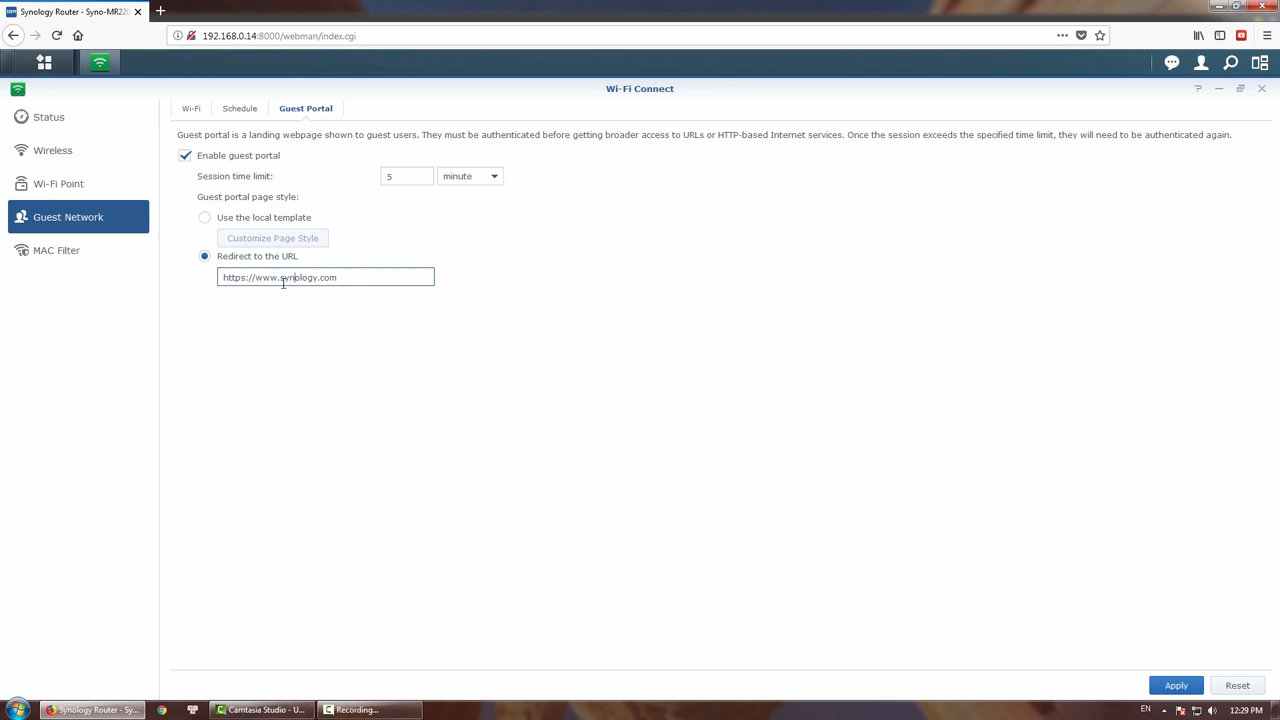 Synology Router - Syno-MR220
192.168.0.14:8000/webman/index.cgi
Wi-Fi Connect
Status
Wireless
Wi-Fi Point
Guest Network
MAC Filter
Wi-Fi
Schedule
Guest Portal
Guest portal is a landing webpage shown to guest users. They must be authenticated before getting broader access to URLs or HTTP-based Internet services. Once the session exceeds the specified time limit, they will need to be authenticated again.
Enable guest portal
Session time limit:
5
minute
Guest portal page style:
Use the local template
Customize Page Style
Redirect to the URL
https://www.synology.com
Apply
Reset
Synology Router - Sy...
Camtasia Studio - U...
Recording...
EN
12:29 PM